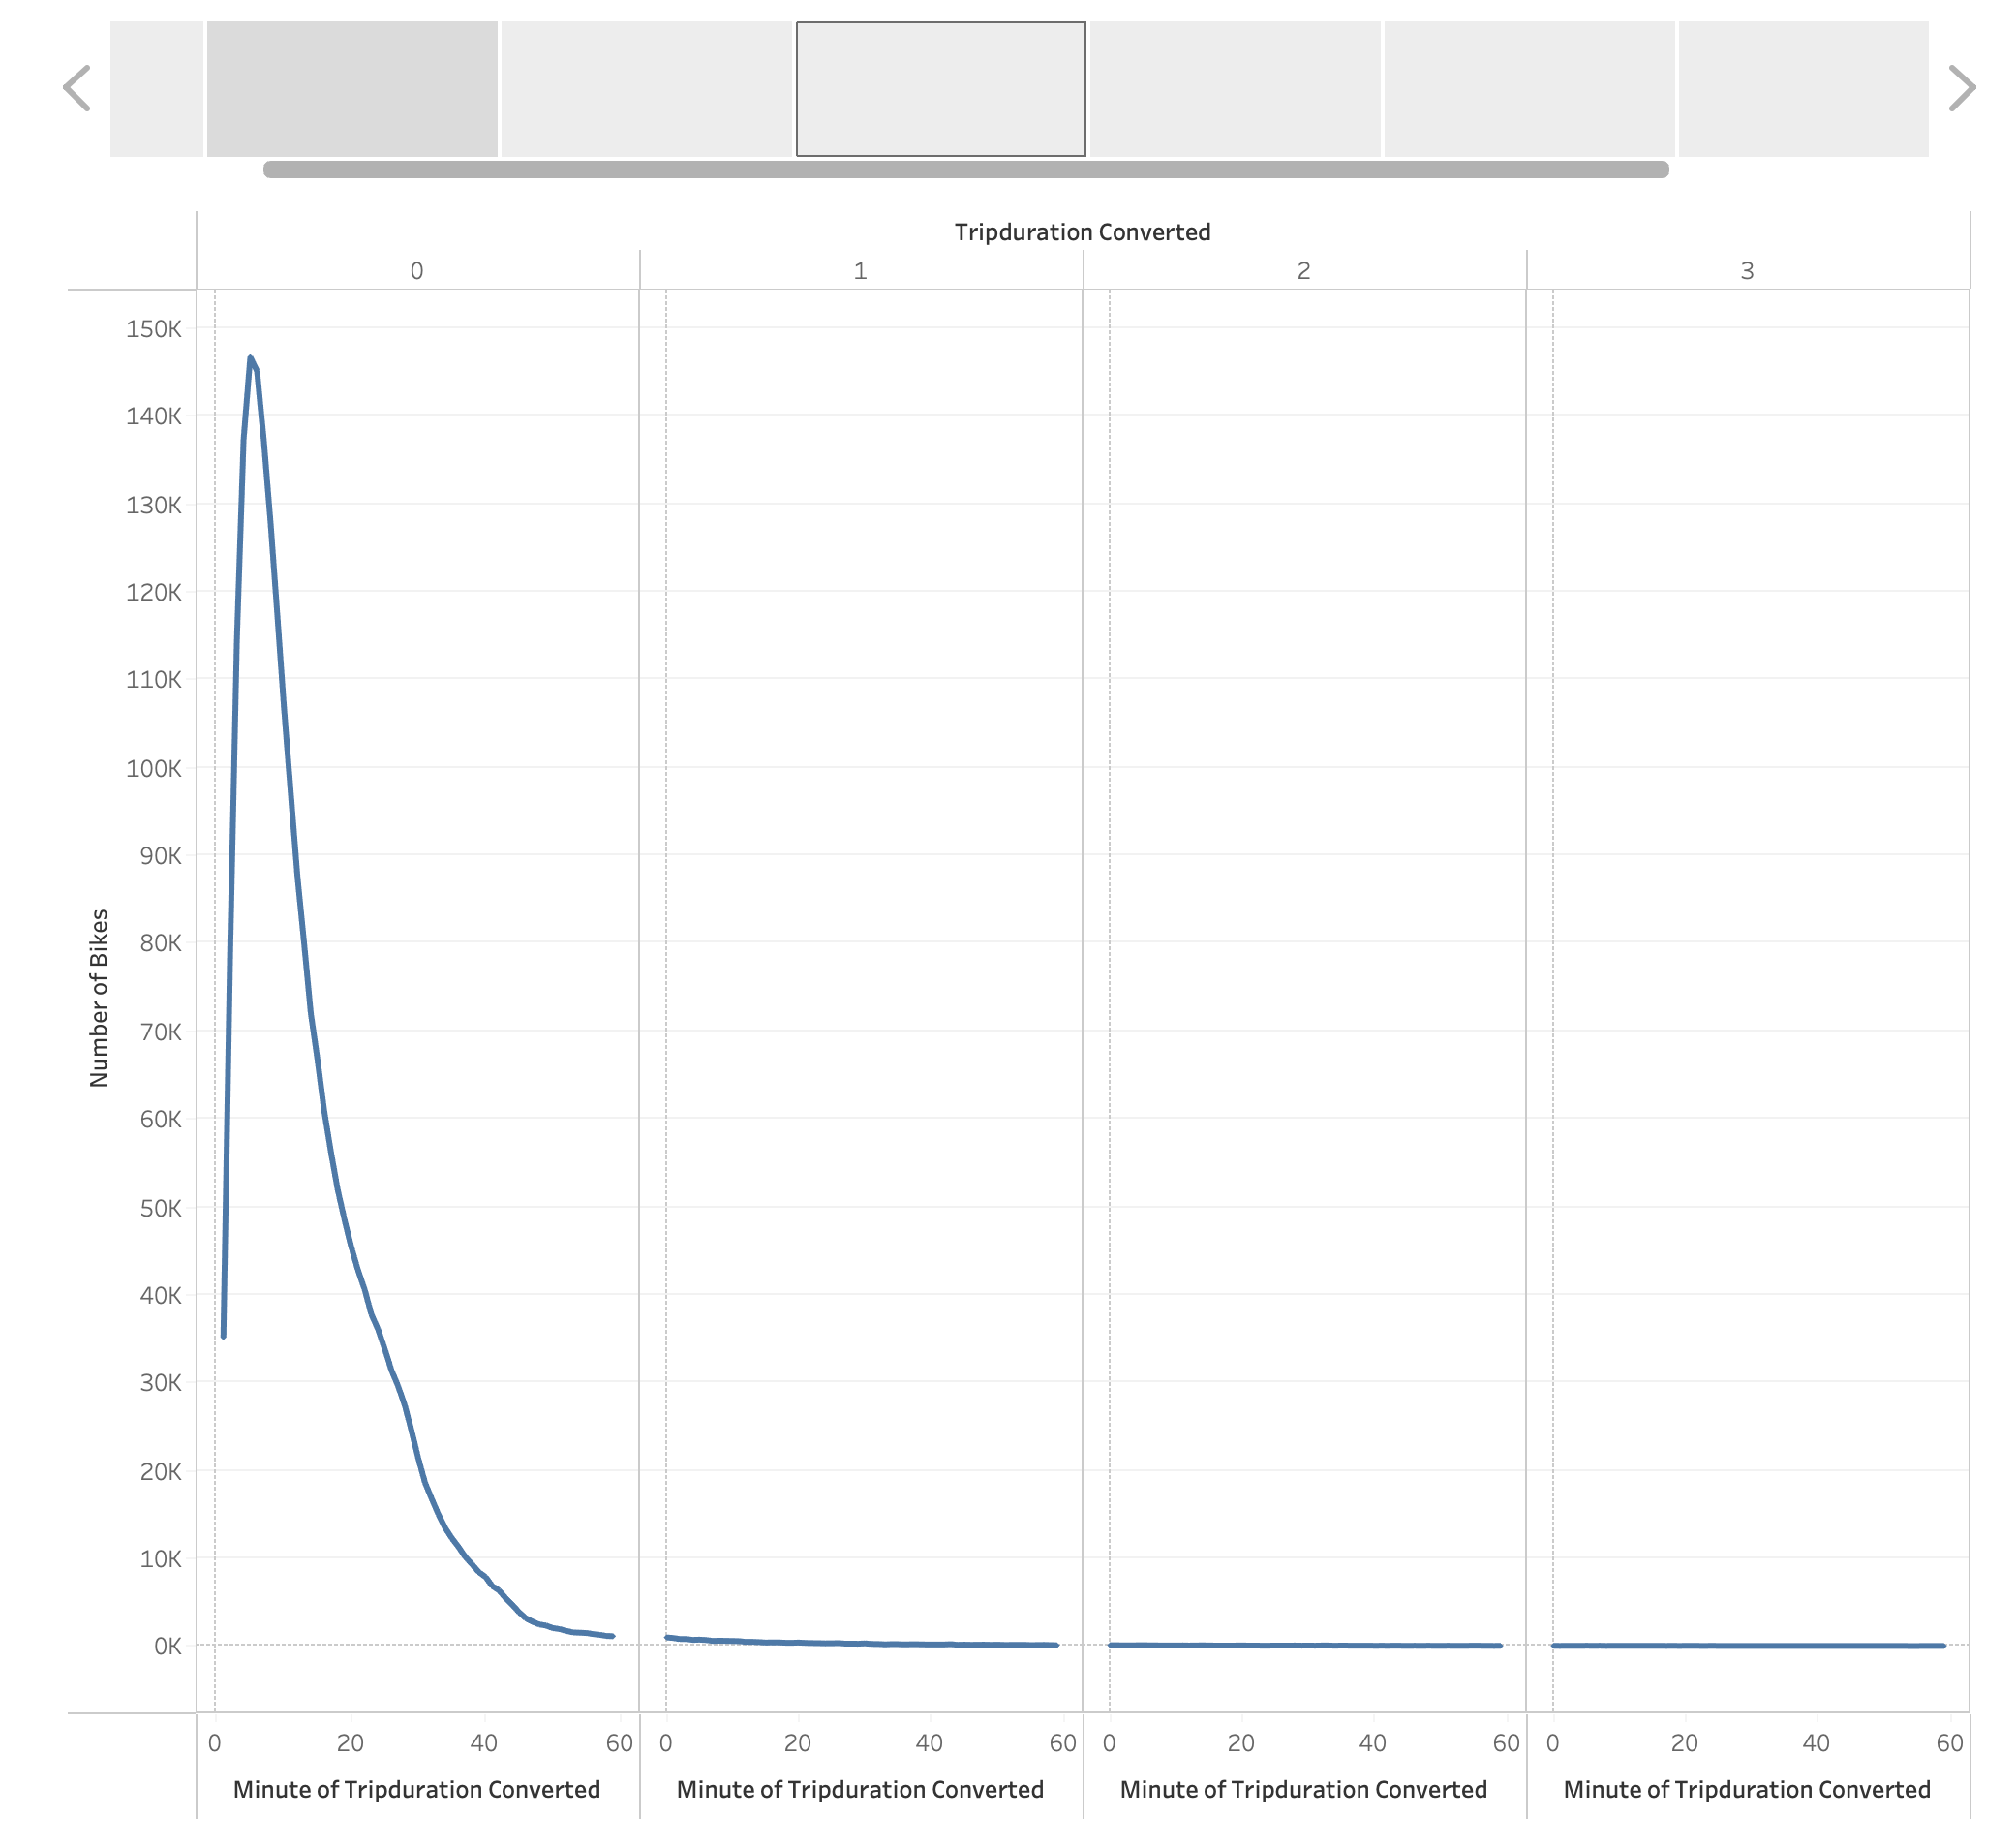 Tripduration Converted
0 1 2 3
150K
140K
130K
120K
110K
100K
90K
80K
70K
60K
50K
40K
30K
20K
10K
0K
Number of Bikes
0 20 40 60 0 20 40 60 0 20 40 60 0 20 40 60
Minute of Tripduration Converted Minute of Tripduration Converted Minute of Tripduration Converted Minute of Tripduration Converted